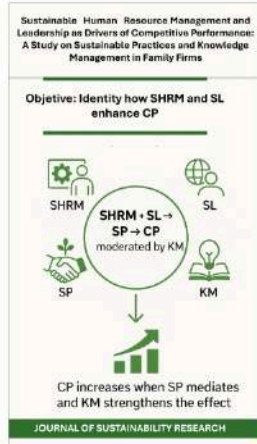 Sustainable Human Resource Management and
Leadership as Drivers of Competitive Performance:
A Study on Sustainable Practices and Knowledge
Management in Family Firms
Objetive: Identity how SHRM and SL
enhance CP
SHRM
SL
SHRM + SL →
SP → CP
moderated by KM
SP
KM
CP increases when SP mediates
and KM strengthens the effect
JOURNAL OF SUSTAINABILITY RESEARCH